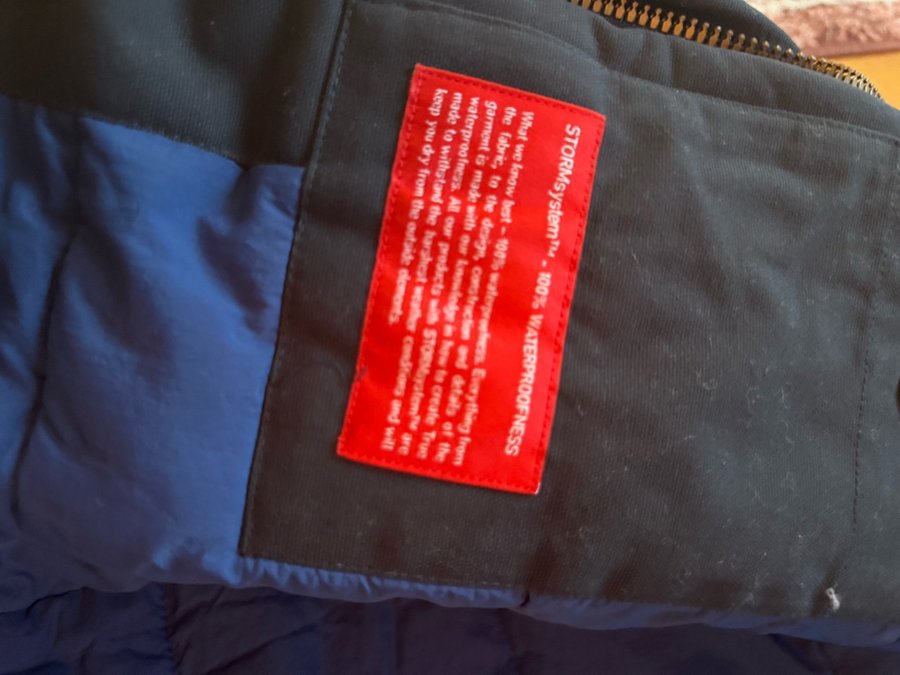 STORMsystem™ - 100% WATERPROOFNESS
What we know best - 100% waterproofness. Everything from
the fabric, to the design, construction and details of the
garment is made with our knowledge in how to create True
waterproofness. All our products with STORMsystem™ are
made to withstand the harshest weather conditions and will
keep you dry from the outside elements.